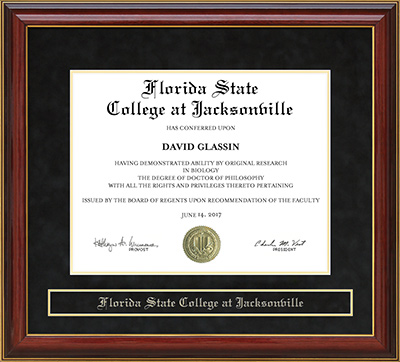 Florida State
College at Jacksonville
HAS CONFERRED UPON
DAVID GLASSIN
HAVING DEMONSTRATED ABILITY BY ORIGINAL RESEARCH
IN BIOLOGY
THE DEGREE OF DOCTOR OF PHILOSOPHY
WITH ALL THE RIGHTS AND PRIVILEGES THERETO PERTAINING
ISSUED BY THE BOARD OF REGENTS UPON RECOMMENDATION OF THE FACULTY
JUNE 14, 2017
PROVOST
PRESIDENT
Florida State College at Jacksonville